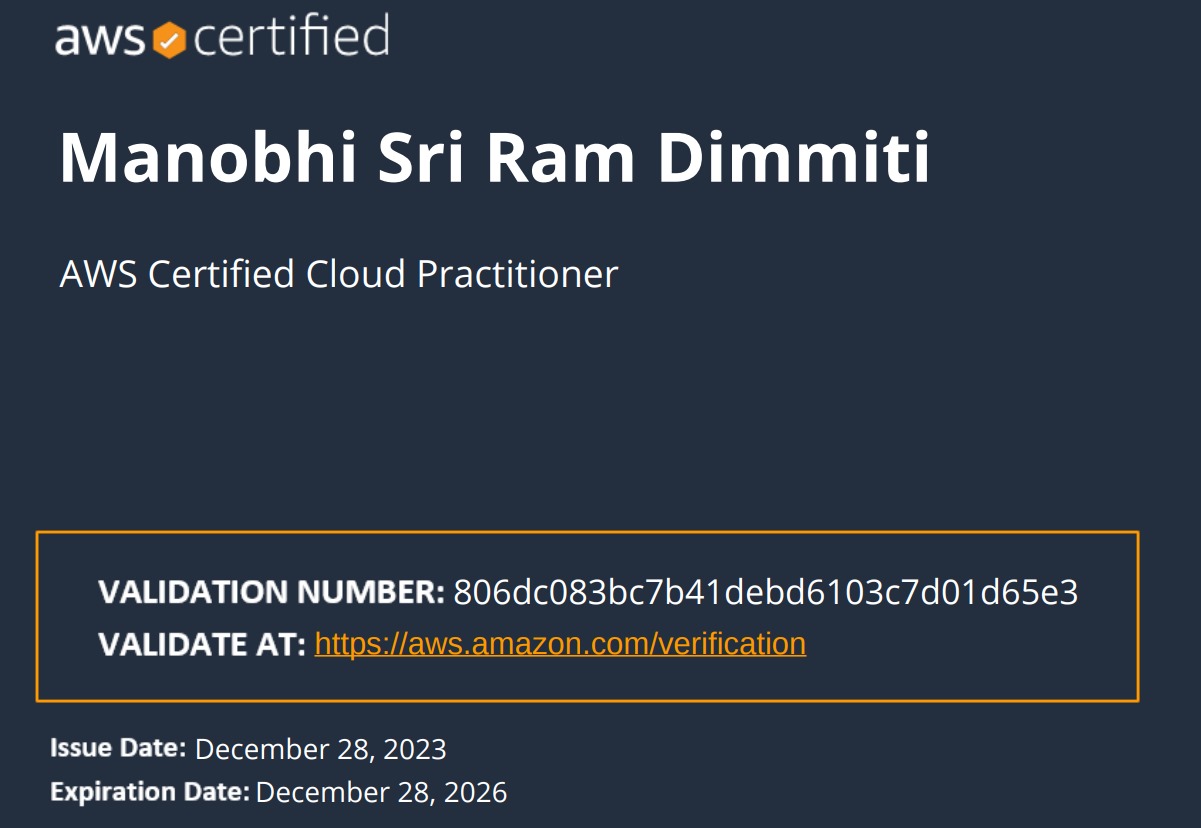 aws certified
Manobhi Sri Ram Dimmiti
AWS Certified Cloud Practitioner
VALIDATION NUMBER: 806dc083bc7b41debd6103c7d01d65e3
VALIDATE AT: https://aws.amazon.com/verification
Issue Date: December 28, 2023
Expiration Date: December 28, 2026